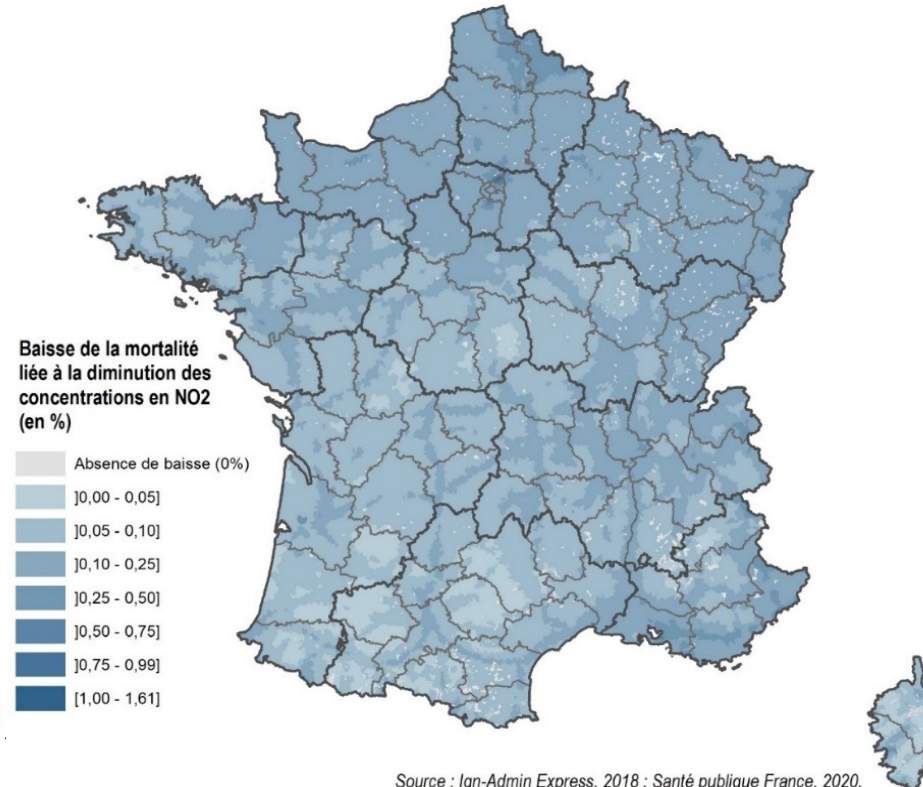 Baisse de la mortalité
liée à la diminution des
concentrations en NO2
(en %)
Absence de baisse (0%)
]0,00 - 0,05]
]0,05 - 0,10]
]0,10 - 0,25]
]0,25 - 0,50]
]0,50 - 0,75]
]0,75 - 0,99]
[1,00 - 1,61]
Source : Ign-Admin Express, 2018 ; Santé publique France, 2020.